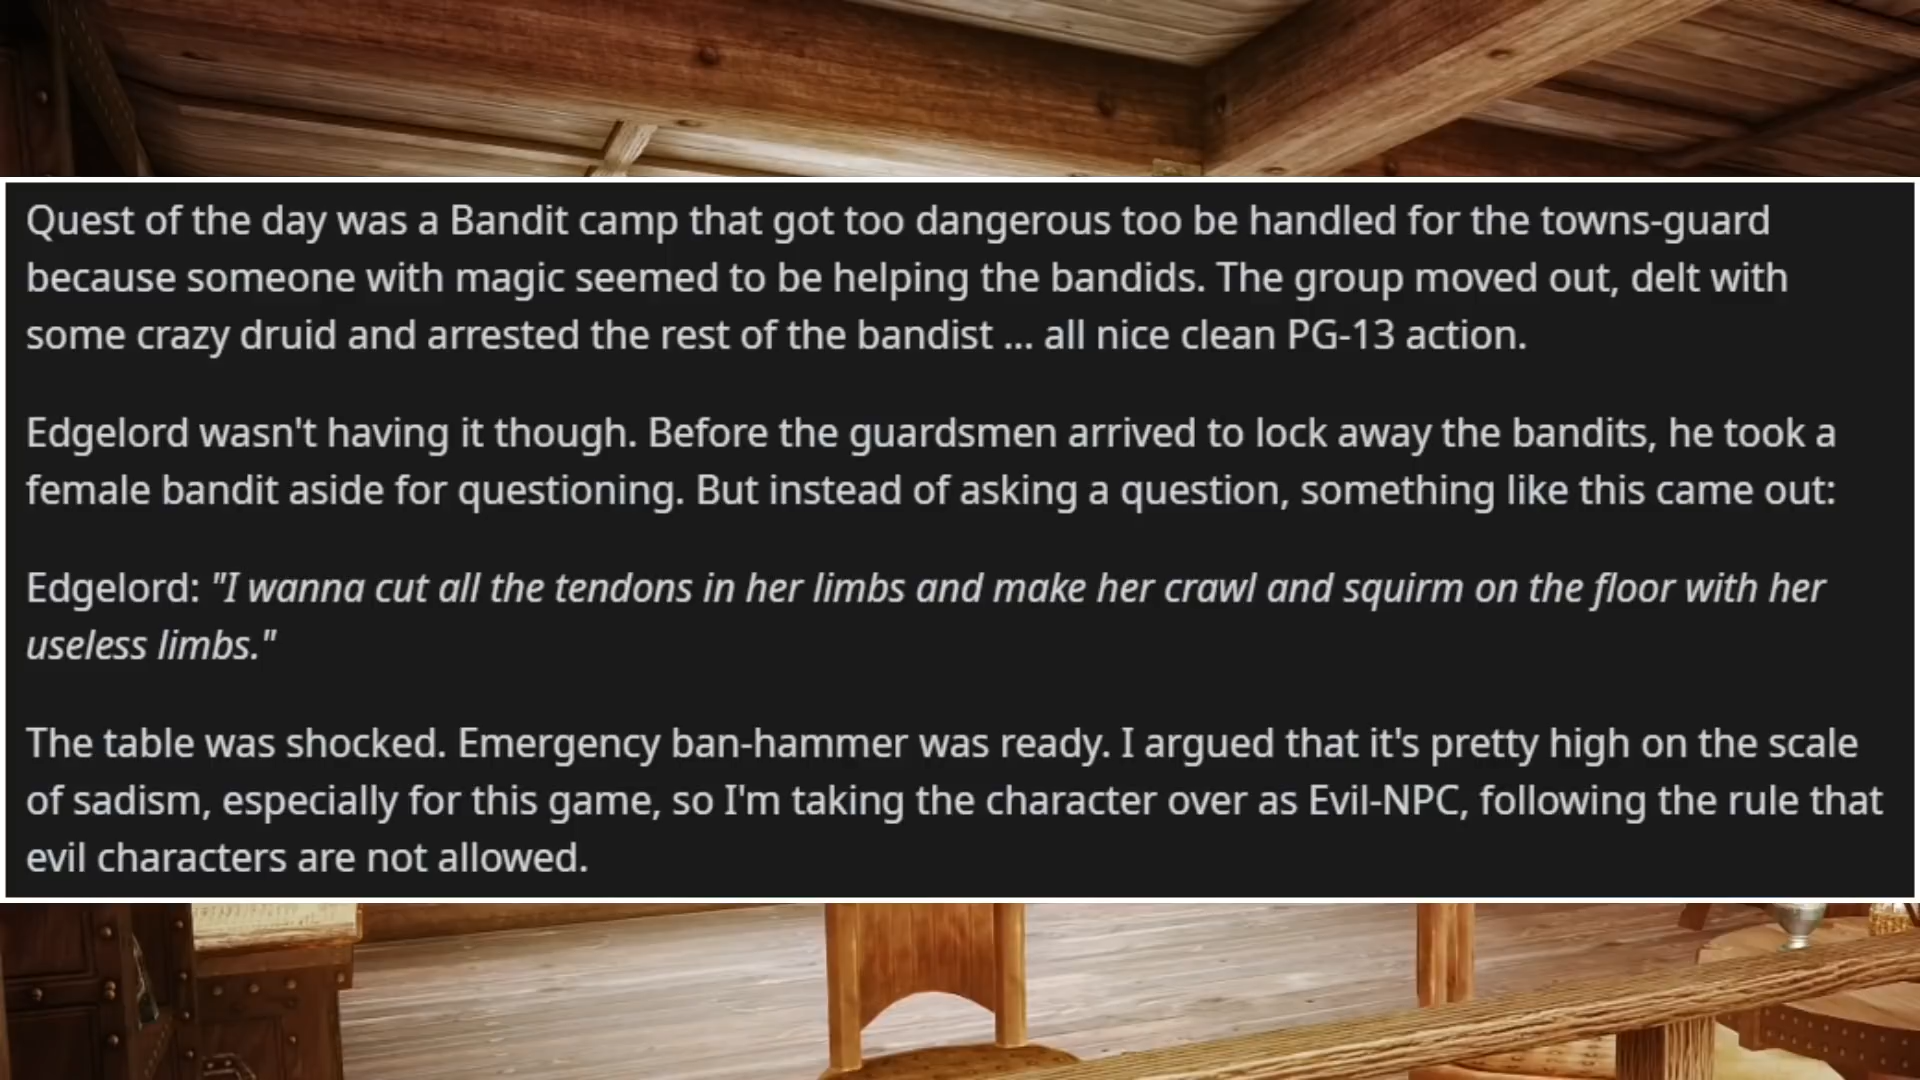 Quest of the day was a Bandit camp that got too dangerous too be handled for the towns-guard
because someone with magic seemed to be helping the bandids. The group moved out, delt with
some crazy druid and arrested the rest of the bandist ... all nice clean PG-13 action.
Edgelord wasn't having it though. Before the guardsmen arrived to lock away the bandits, he took a
female bandit aside for questioning. But instead of asking a question, something like this came out:
Edgelord: "I wanna cut all the tendons in her limbs and make her crawl and squirm on the floor with her
useless limbs."
The table was shocked. Emergency ban-hammer was ready. I argued that it's pretty high on the scale
of sadism, especially for this game, so I'm taking the character over as Evil-NPC, following the rule that
evil characters are not allowed.